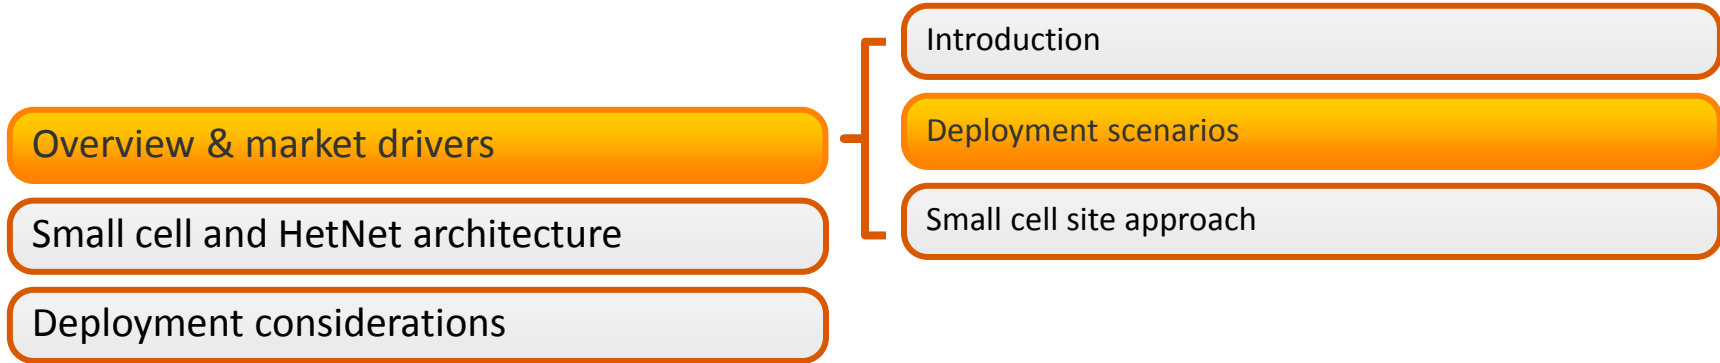 Overview & market drivers
Small cell and HetNet architecture
Deployment considerations
Introduction
Deployment scenarios
Small cell site approach